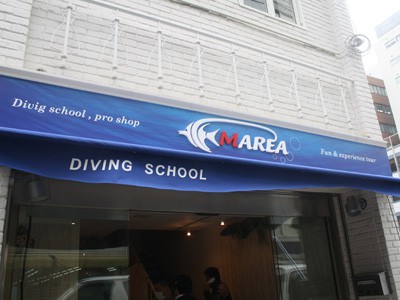 Divig school , pro shop
MAREA
Fun & experience tour
DIVING SCHOOL